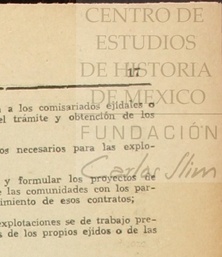 CENTRO DE
ESTUDIOS
DE HISTORIA
DE MEXICO
FUNDACIÓN
Carlos Slim
17
a los comisariados ejidales o
el trámite y obtención de los
os necesarios para las explo-
y formular los proyectos de
e las comunidades con los par-
imiento de esos contratos;
explotaciones se de trabajo pre-
s de los propios ejidos o de las